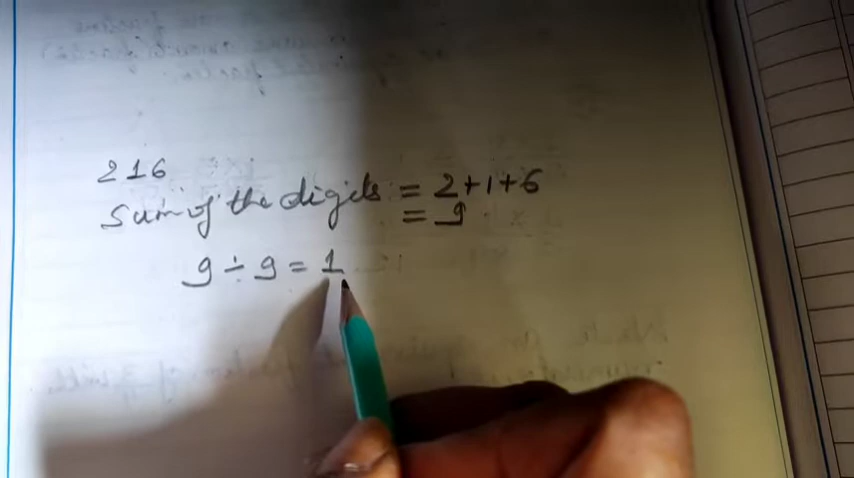 216
Sum of the digits = 2+1+6
= 9
9 ÷ 9 = 1